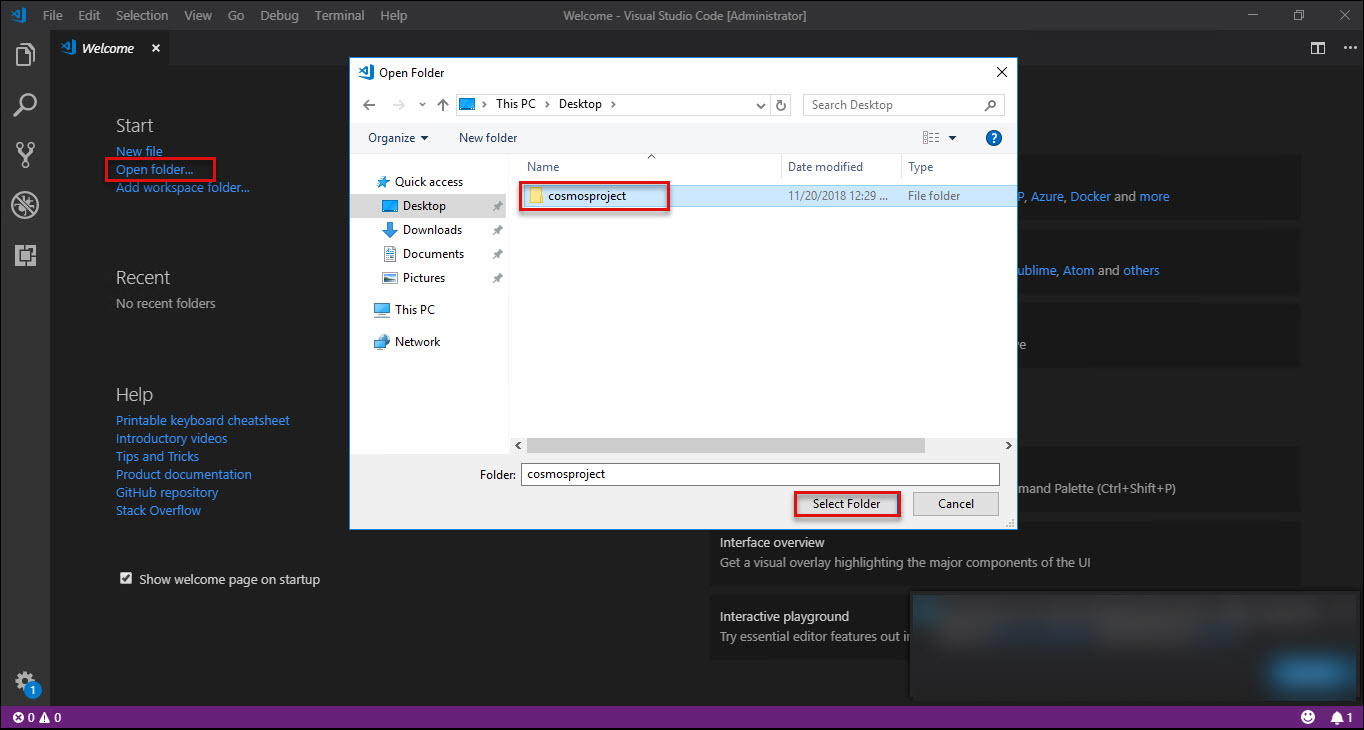 File Edit Selection View Go Debug Terminal Help Welcome - Visual Studio Code [Administrator]
Welcome
Start
New file
Open folder...
Add workspace folder...
Recent
No recent folders
Help
Printable keyboard cheatsheet
Introductory videos
Tips and Tricks
Product documentation
GitHub repository
Stack Overflow
Show welcome page on startup
Open Folder
This PC > Desktop >
Search Desktop
Organize New folder
?
Name Date modified Type
cosmosproject 11/20/2018 12:29 ... File folder
Quick access
Desktop
Downloads
Documents
Pictures
This PC
Network
Folder: cosmosproject
Select Folder Cancel
P, Azure, Docker and more
ublime, Atom and others
ve
mand Palette (Ctrl+Shift+P)
Interface overview
Get a visual overlay highlighting the major components of the UI
Interactive playground
Try essential editor features out i
1
0 0 1